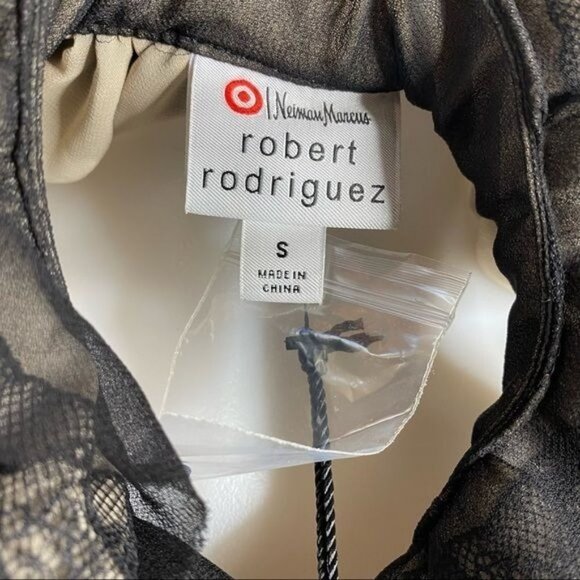 | Neiman Marcus
robert
rodriguez
S
MADE IN
CHINA